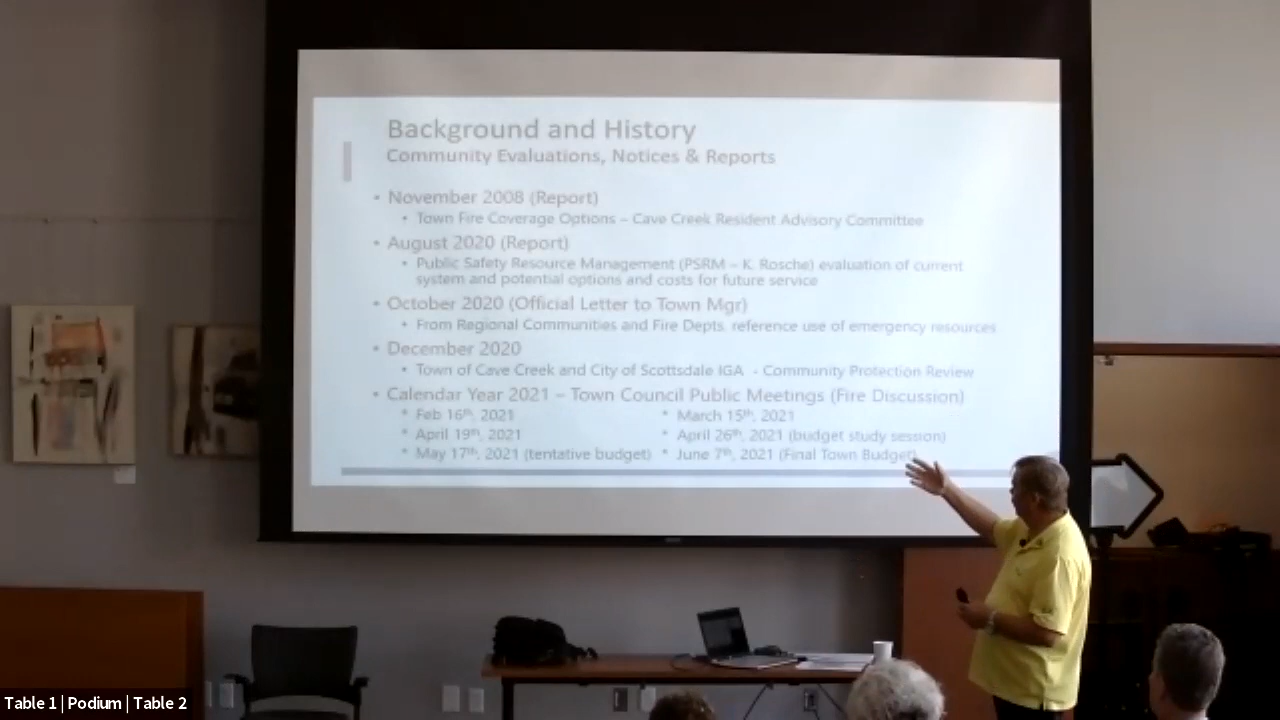 Background and History
Community Evaluations, Notices & Reports
• November 2008 (Report)
• Town Fire Coverage Options – Cave Creek Resident Advisory Committee
• August 2020 (Report)
• Public Safety Resource Management (PSRM – K. Rosche) evaluation of current
system and potential options and costs for future service
• October 2020 (Official Letter to Town Mgr)
• From Regional Communities and Fire Depts. reference use of emergency resources
• December 2020
• Town of Cave Creek and City of Scottsdale IGA - Community Protection Review
• Calendar Year 2021 – Town Council Public Meetings (Fire Discussion)
* Feb 16th, 2021 * March 15th, 2021
* April 19th, 2021 * April 26th, 2021 (budget study session)
* May 17th, 2021 (tentative budget) * June 7th, 2021 (Final Town Budget)
Table 1 | Podium | Table 2